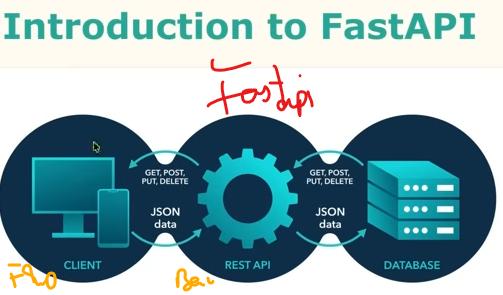 Introduction to FastAPI
Fastapi
GET, POST,
PUT, DELETE
JSON
data
GET, POST,
PUT, DELETE
JSON
data
CLIENT
REST API
DATABASE